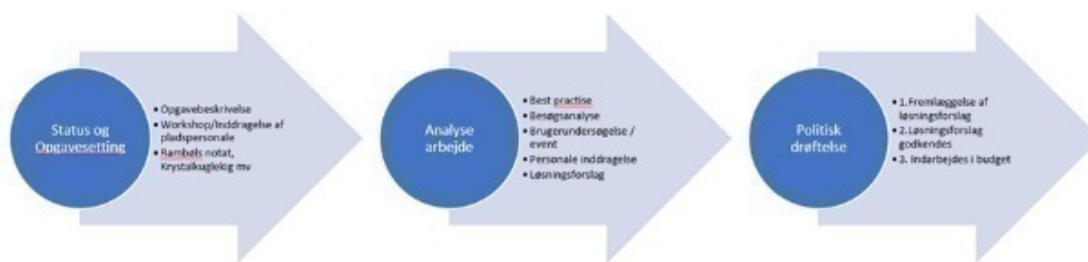 Status og
Opgavesetting
• Opgavebeskrivelse
• Workshop/Inddragelse af
pladspersonale
• Rambøls notat,
Krystalkuglekig mv
Analyse
arbejde
• Best practise
• Besøgsanalyse
• Brugerundersøgelse /
event
• Personale inddragelse
• Løsningsforslag
Politisk
drøftelse
• 1.Fremlæggelse af
løsningsforslag
• 2.Løsningsforslag
godkendes
• 3. Indarbejdes i budget